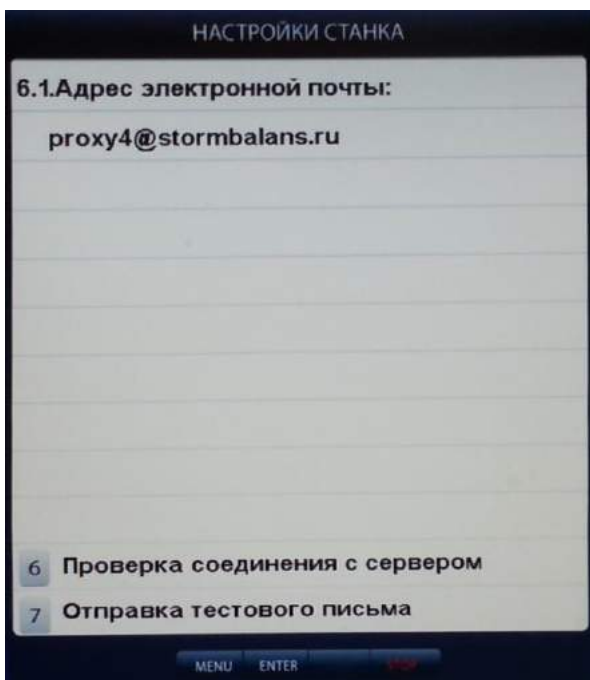 НАСТРОЙКИ СТАНКА
6.1.Адрес электронной почты:
proxy4@stormbalans.ru
6 Проверка соединения с сервером
7 Отправка тестового письма
MENU ENTER STOP